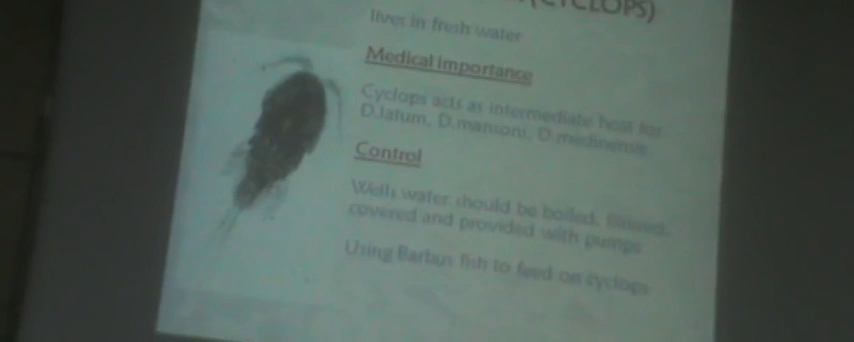 (CYCLOPS)
lives in fresh water
Medical importance
Cyclops acts as intermediate host for
D.latum, D.mansoni, D.medinensis
Control
Wells water should be boiled, filtered,
covered and provided with pumps
Using Barbus fish to feed on cyclops